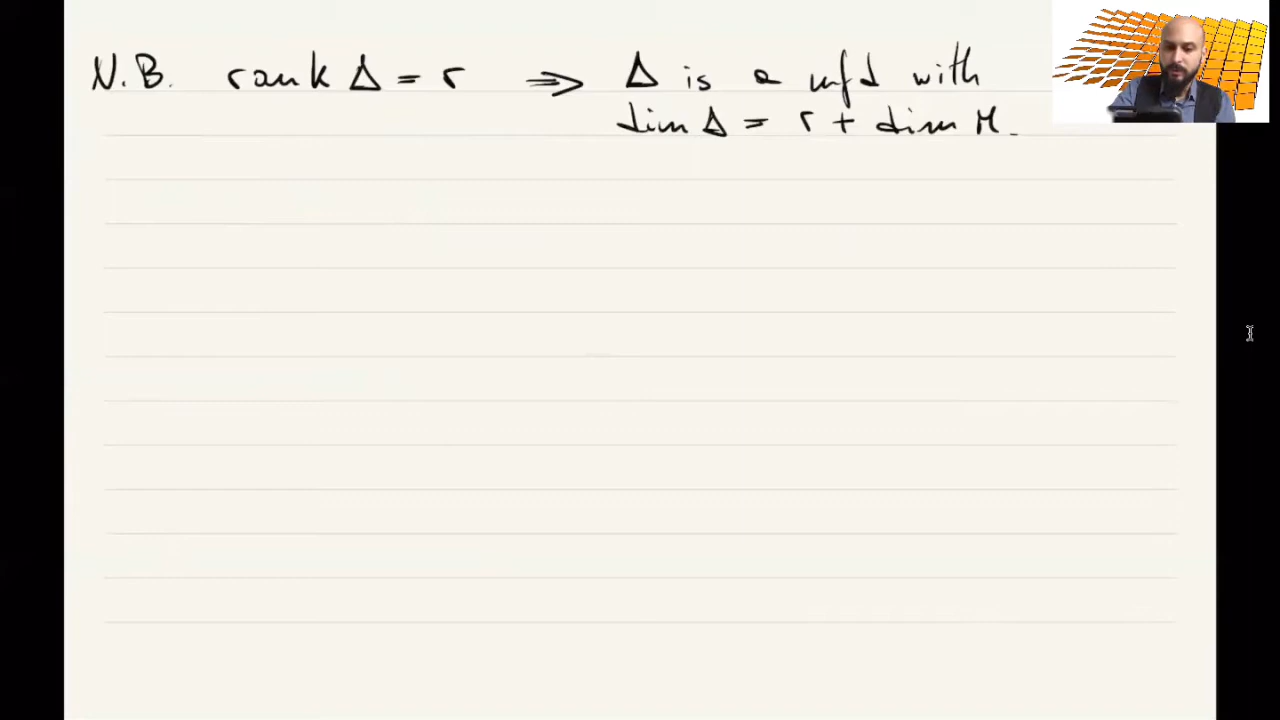 N.B. rank Δ = r ⇒ Δ is a mfd with
dim Δ = r + dim M.